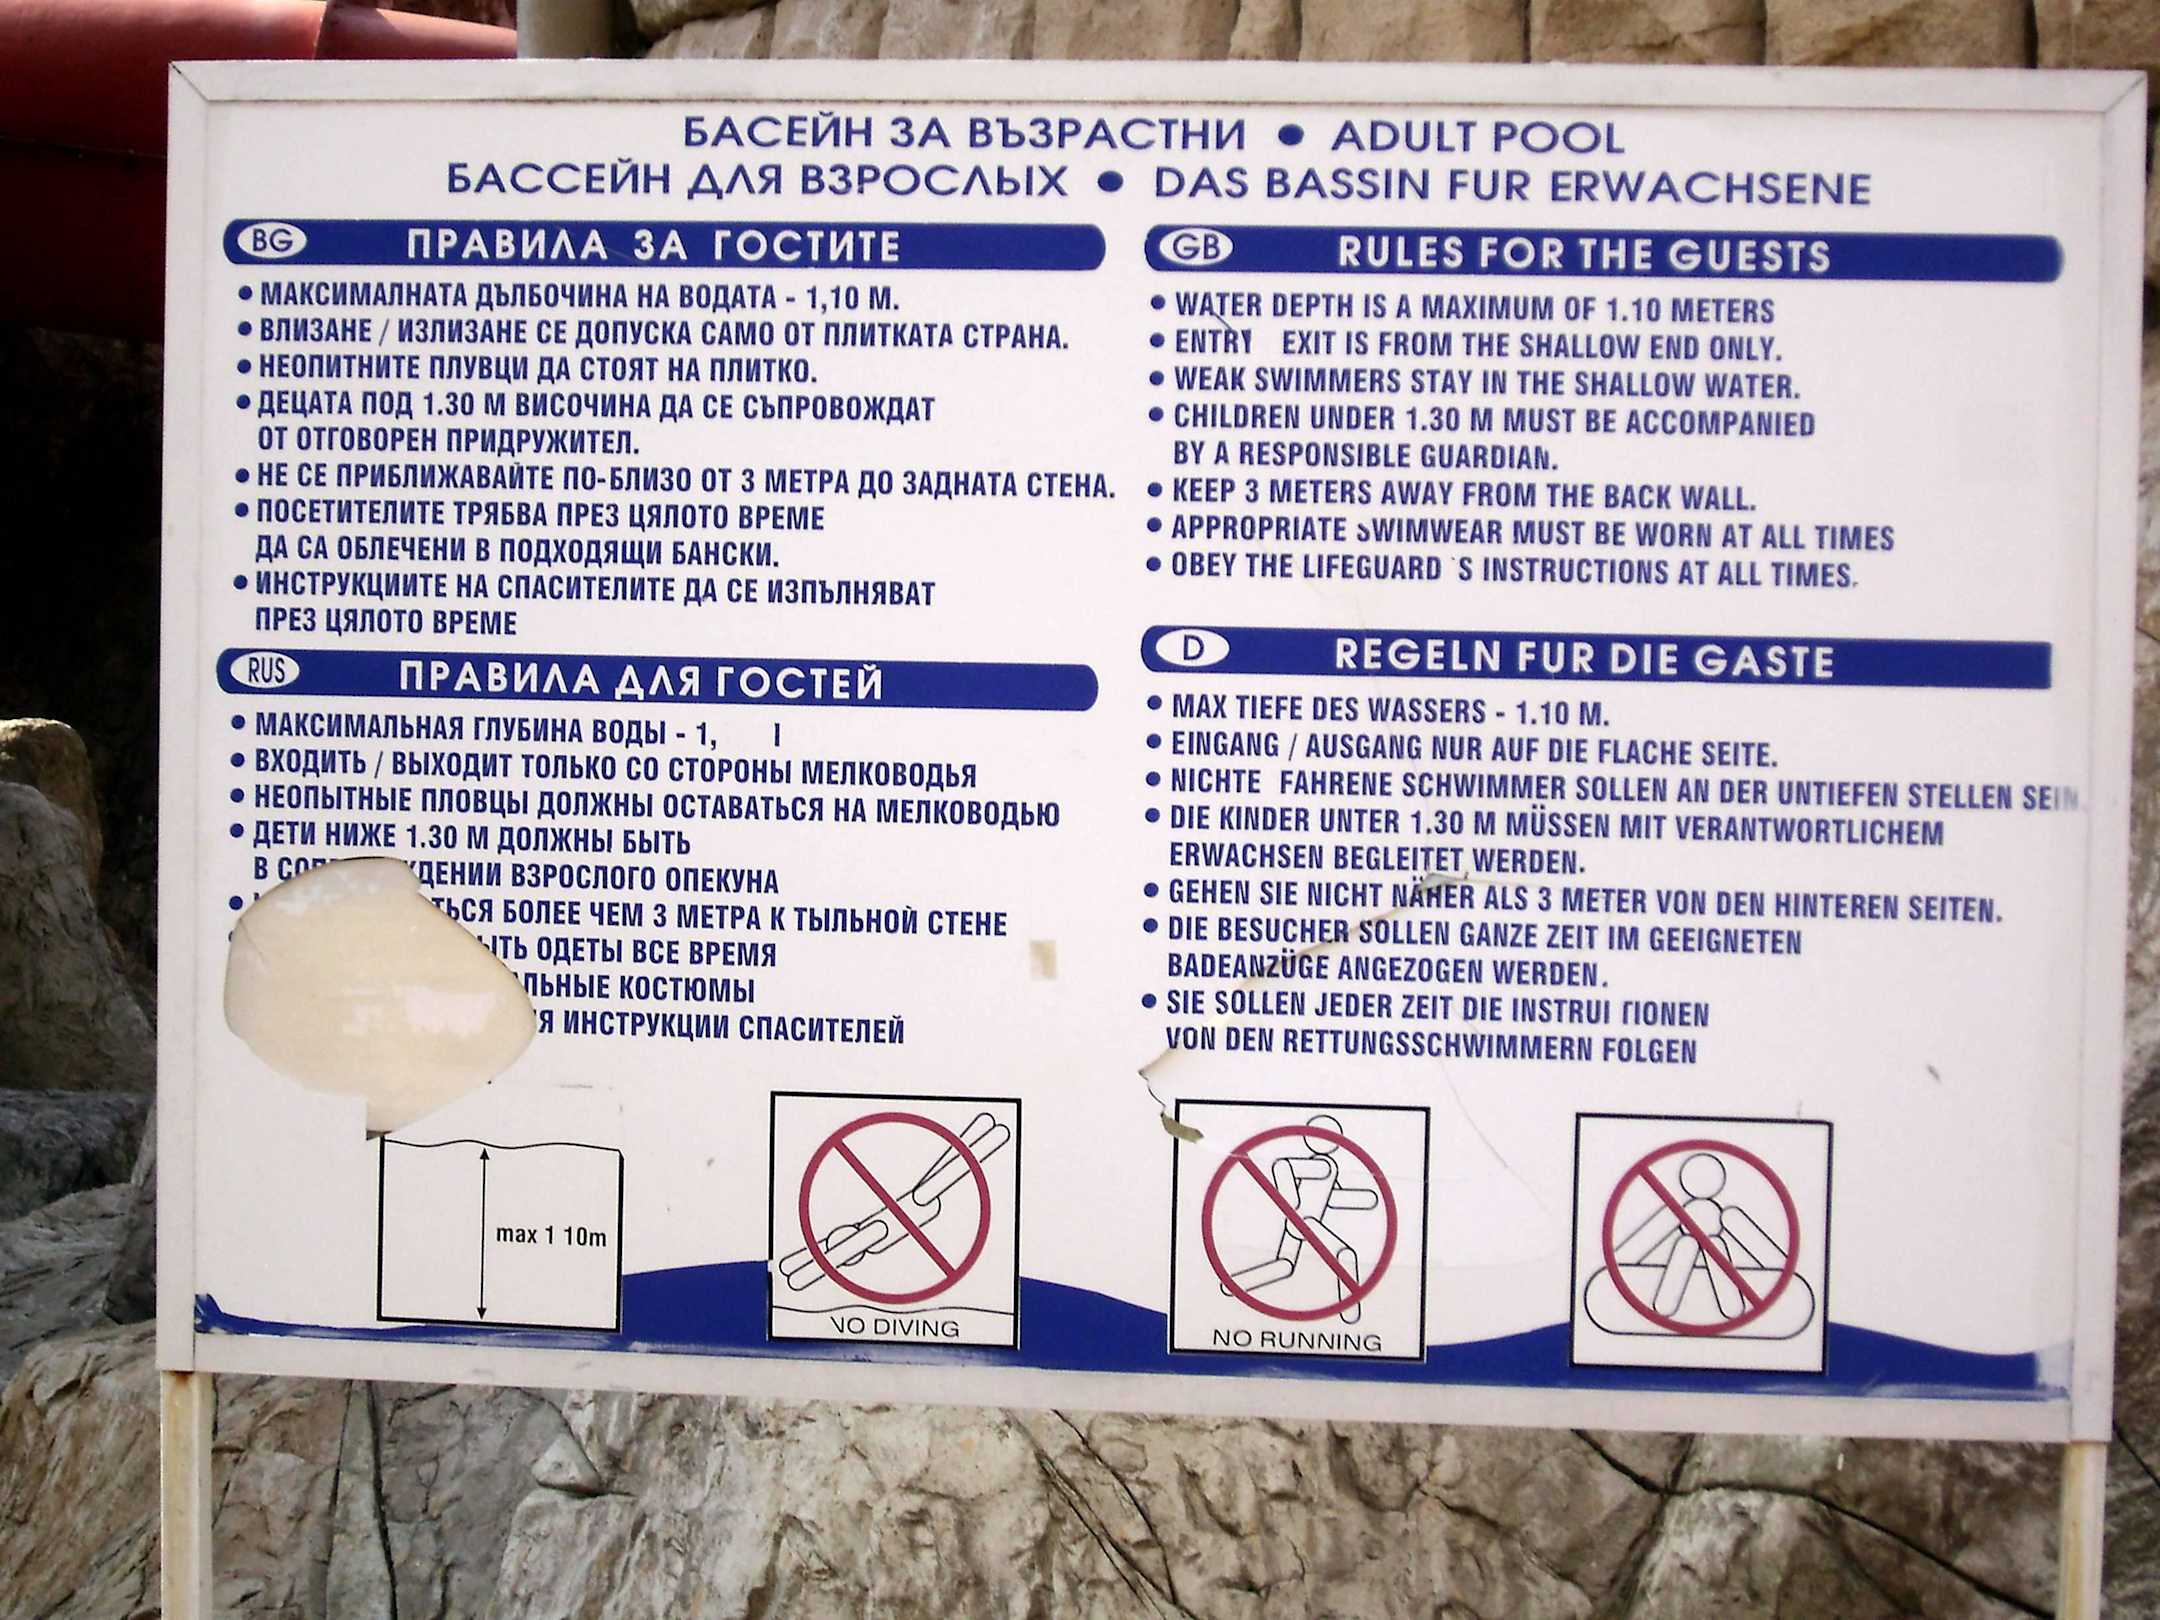 БАСЕЙН ЗА ВЪЗРАСТНИ • ADULT POOL
БАССЕЙН ДЛЯ ВЗРОСЛЫХ • DAS BASSIN FUR ERWACHSENE
BG ПРАВИЛА ЗА ГОСТИТЕ
• МАКСИМАЛНАТА ДЪЛБОЧИНА НА ВОДАТА - 1,10 М.
• ВЛИЗАНЕ / ИЗЛИЗАНЕ СЕ ДОПУСКА САМО ОТ ПЛИТКАТА СТРАНА.
• НЕОПИТНИТЕ ПЛУВЦИ ДА СТОЯТ НА ПЛИТКО.
• ДЕЦАТА ПОД 1.30 М ВИСОЧИНА ДА СЕ СЪПРОВОЖДАТ
ОТ ОТГОВОРЕН ПРИДРУЖИТЕЛ.
• НЕ СЕ ПРИБЛИЖАВАЙТЕ ПО-БЛИЗО ОТ 3 МЕТРА ДО ЗАДНАТА СТЕНА.
• ПОСЕТИТЕЛИТЕ ТРЯБВА ПРЕЗ ЦЯЛОТО ВРЕМЕ
ДА СА ОБЛЕЧЕНИ В ПОДХОДЯЩИ БАНСКИ.
• ИНСТРУКЦИИТЕ НА СПАСИТЕЛИТЕ ДА СЕ ИЗПЪЛНЯВАТ
ПРЕЗ ЦЯЛОТО ВРЕМЕ
RUS ПРАВИЛА ДЛЯ ГОСТЕЙ
• МАКСИМАЛЬНАЯ ГЛУБИНА ВОДЫ - 1,
• ВХОДИТЬ / ВЫХОДИТ ТОЛЬКО СО СТОРОНЫ МЕЛКОВОДЬЯ
• НЕОПЫТНЫЕ ПЛОВЦЫ ДОЛЖНЫ ОСТАВАТЬСЯ НА МЕЛКОВОДЬЮ
• ДЕТИ НИЖЕ 1.30 М ДОЛЖНЫ БЫТЬ
В ВЗРОСЛОГО ОПЕКУНА
• БОЛЕЕ ЧЕМ 3 МЕТРА К ТЫЛЬНОЙ СТЕНЕ
ОДЕТЫ ВСЕ ВРЕМЯ
КОСТЮМЫ
ИНСТРУКЦИИ СПАСИТЕЛЕЙ
GB RULES FOR THE GUESTS
• WATER DEPTH IS A MAXIMUM OF 1.10 METERS
• ENTRY EXIT IS FROM THE SHALLOW END ONLY.
• WEAK SWIMMERS STAY IN THE SHALLOW WATER.
• CHILDREN UNDER 1.30 M MUST BE ACCOMPANIED
BY A RESPONSIBLE GUARDIAN.
• KEEP 3 METERS AWAY FROM THE BACK WALL.
• APPROPRIATE SWIMWEAR MUST BE WORN AT ALL TIMES
• OBEY THE LIFEGUARD 'S INSTRUCTIONS AT ALL TIMES.
D REGELN FUR DIE GASTE
• MAX TIEFE DES WASSERS - 1.10 M.
• EINGANG / AUSGANG NUR AUF DIE FLACHE SEITE.
• NICHTE FAHRENE SCHWIMMER SOLLEN AN DER UNTIEFEN STELLEN SEIN
• DIE KINDER UNTER 1.30 M MÜSSEN MIT VERANTWORTLICHEM
ERWACHSEN BEGLEITET WERDEN.
• GEHEN SIE NICHT NÄHER ALS 3 METER VON DEN HINTEREN SEITEN.
• DIE BESUCHER SOLLEN GANZE ZEIT IM GEEIGNETEN
BADEANZÜGE ANGEZOGEN WERDEN.
• SIE SOLLEN JEDER ZEIT DIE
VON DEN RETTUNGSSCHWIMMERN FOLGEN
max 1 10m
NO DIVING
NO RUNNING